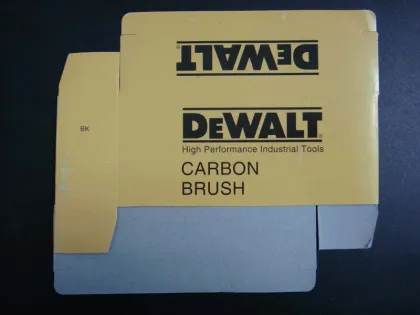 DEWALT
BK
DEWALT
High Performance Industrial Tools
CARBON
BRUSH